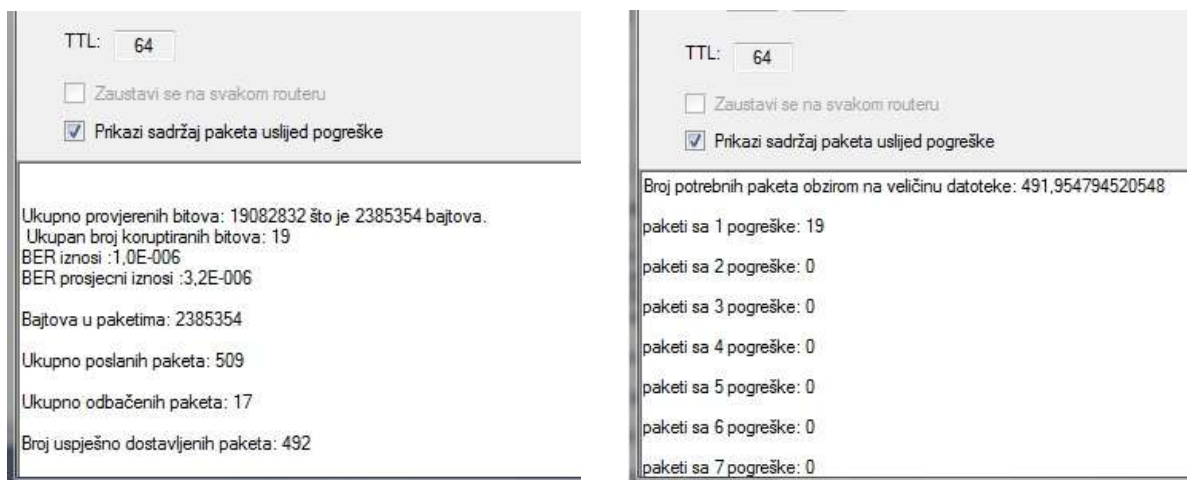 TTL: 64
Zaustavi se na svakom routeru
Prikazi sadržaj paketa uslijed pogreške
Ukupno provjerenih bitova: 19082832 što je 2385354 bajtova.
Ukupan broj koruptiranih bitova: 19
BER iznosi :1,0E-006
BER prosjecni iznosi :3,2E-006
Bajtova u paketima: 2385354
Ukupno poslanih paketa: 509
Ukupno odbačenih paketa: 17
Broj uspješno dostavljenih paketa: 492
TTL: 64
Zaustavi se na svakom routeru
Prikazi sadržaj paketa uslijed pogreške
Broj potrebnih paketa obzirom na veličinu datoteke: 491,954794520548
paketi sa 1 pogreške: 19
paketi sa 2 pogreške: 0
paketi sa 3 pogreške: 0
paketi sa 4 pogreške: 0
paketi sa 5 pogreške: 0
paketi sa 6 pogreške: 0
paketi sa 7 pogreške: 0